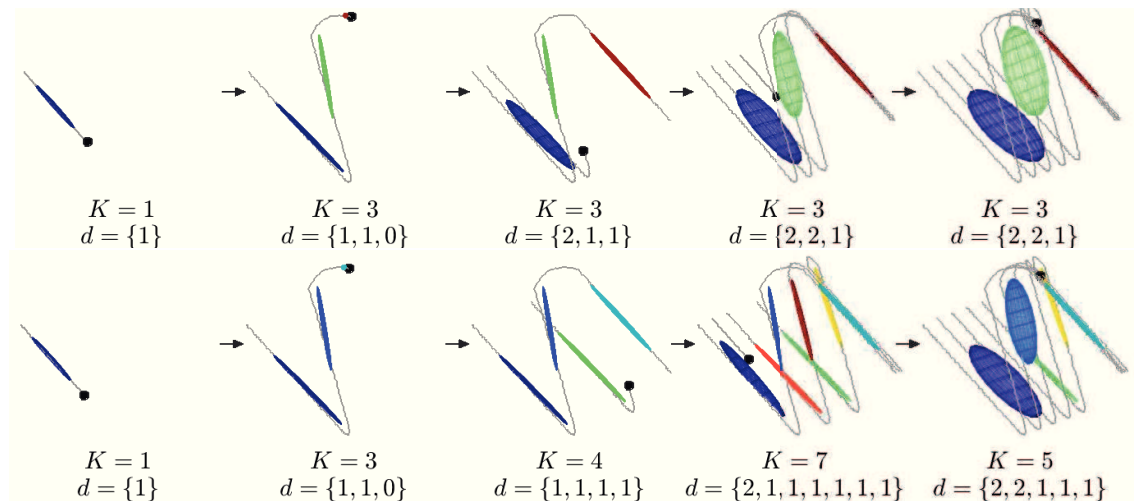 K = 1 K = 3 K = 3 K = 3 K = 3
d = {1} d = {1, 1, 0} d = {2, 1, 1} d = {2, 2, 1} d = {2, 2, 1}
K = 1 K = 3 K = 4 K = 7 K = 5
d = {1} d = {1, 1, 0} d = {1, 1, 1, 1} d = {2, 1, 1, 1, 1, 1, 1} d = {2, 2, 1, 1, 1}